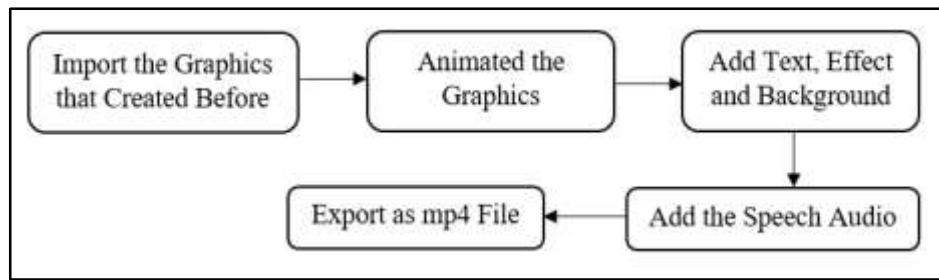 Import the Graphics
that Created Before
Animated the
Graphics
Add Text, Effect
and Background
Add the Speech Audio
Export as mp4 File